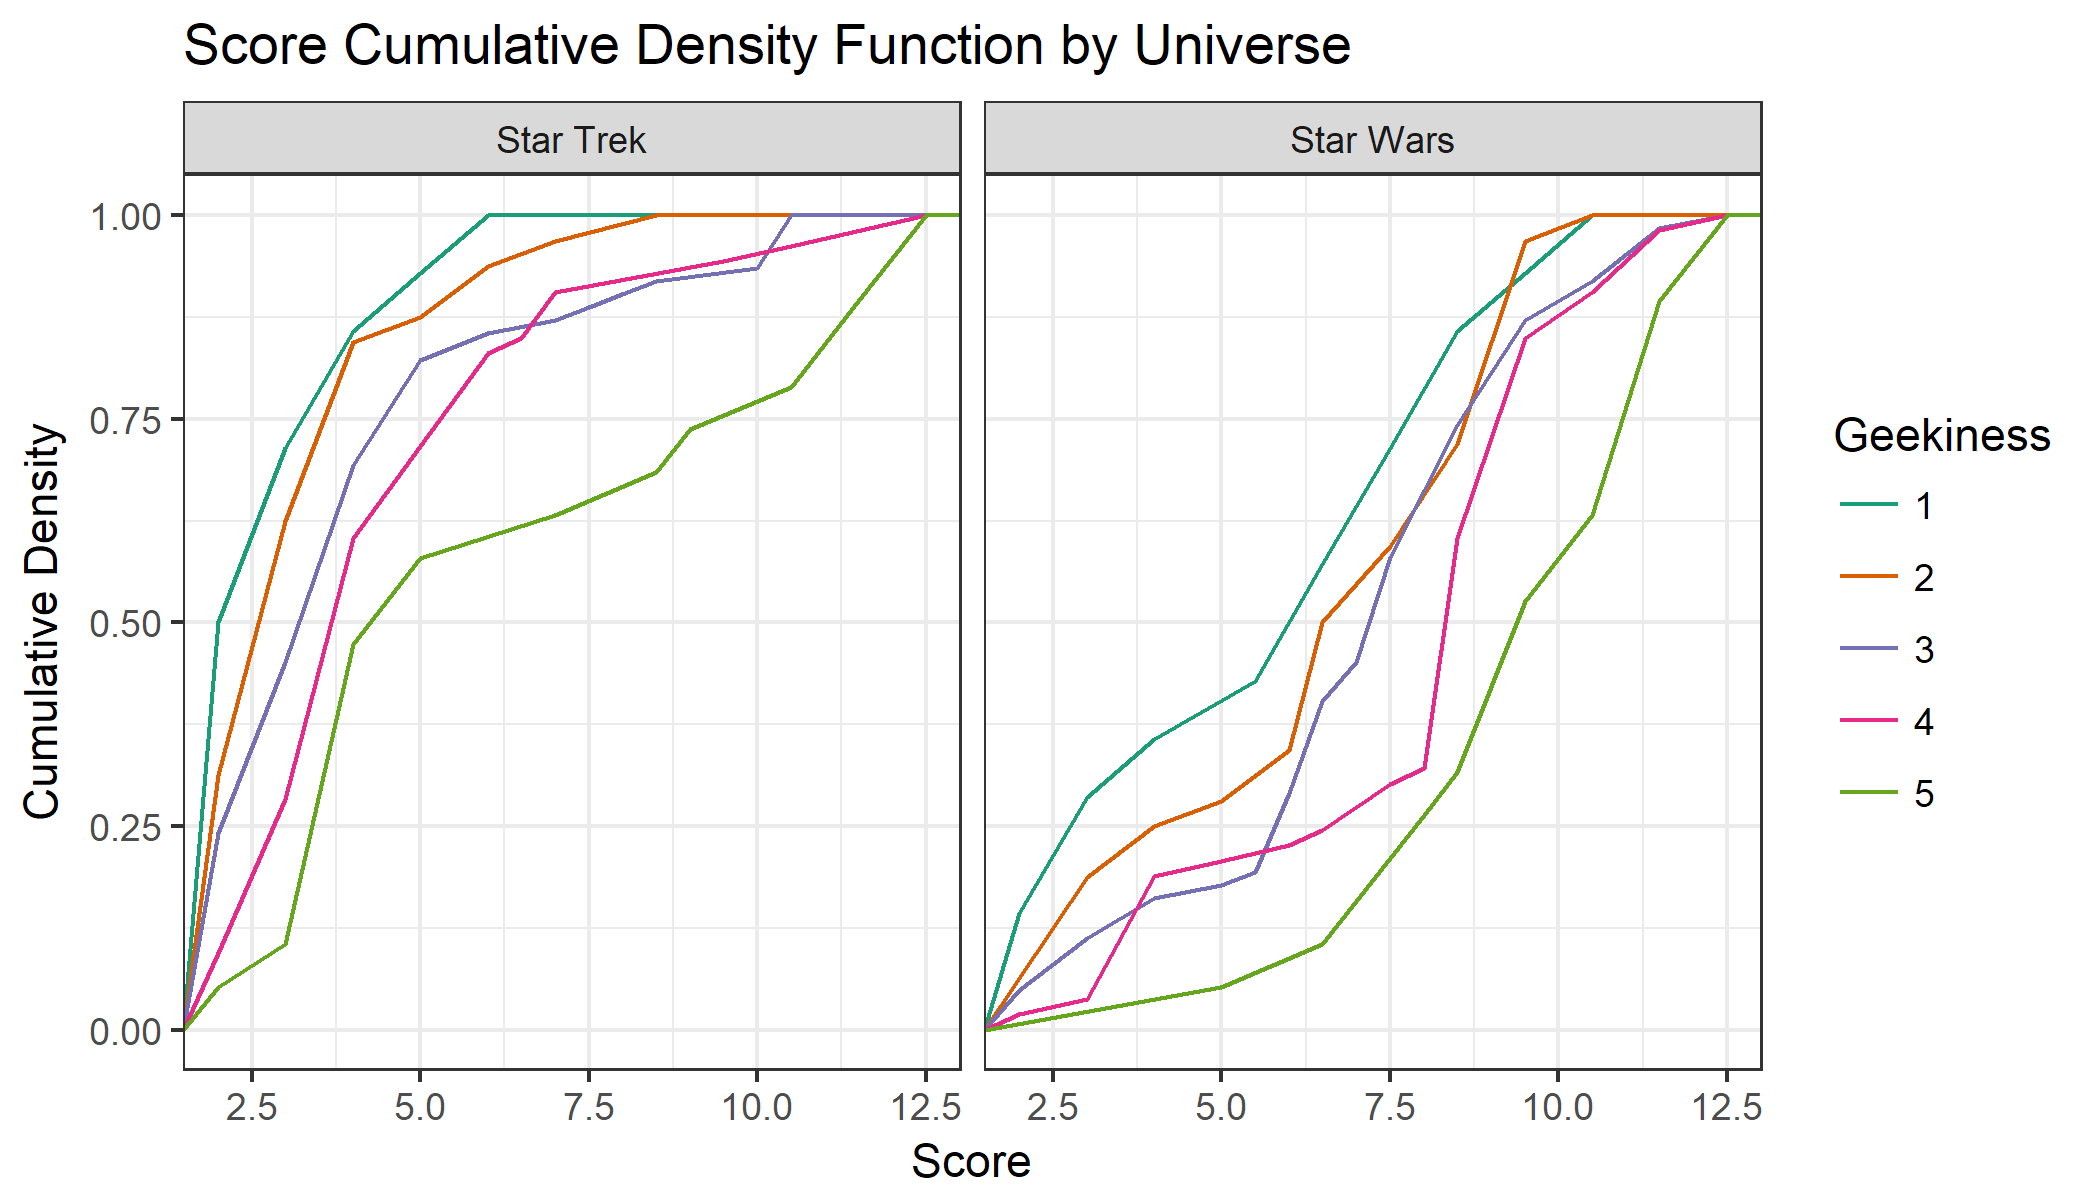 Score Cumulative Density Function by Universe
Star Trek
Star Wars
Cumulative Density
1.00
0.75
0.50
0.25
0.00
2.5 5.0 7.5 10.0 12.5
2.5 5.0 7.5 10.0 12.5
Score
Geekiness
1
2
3
4
5